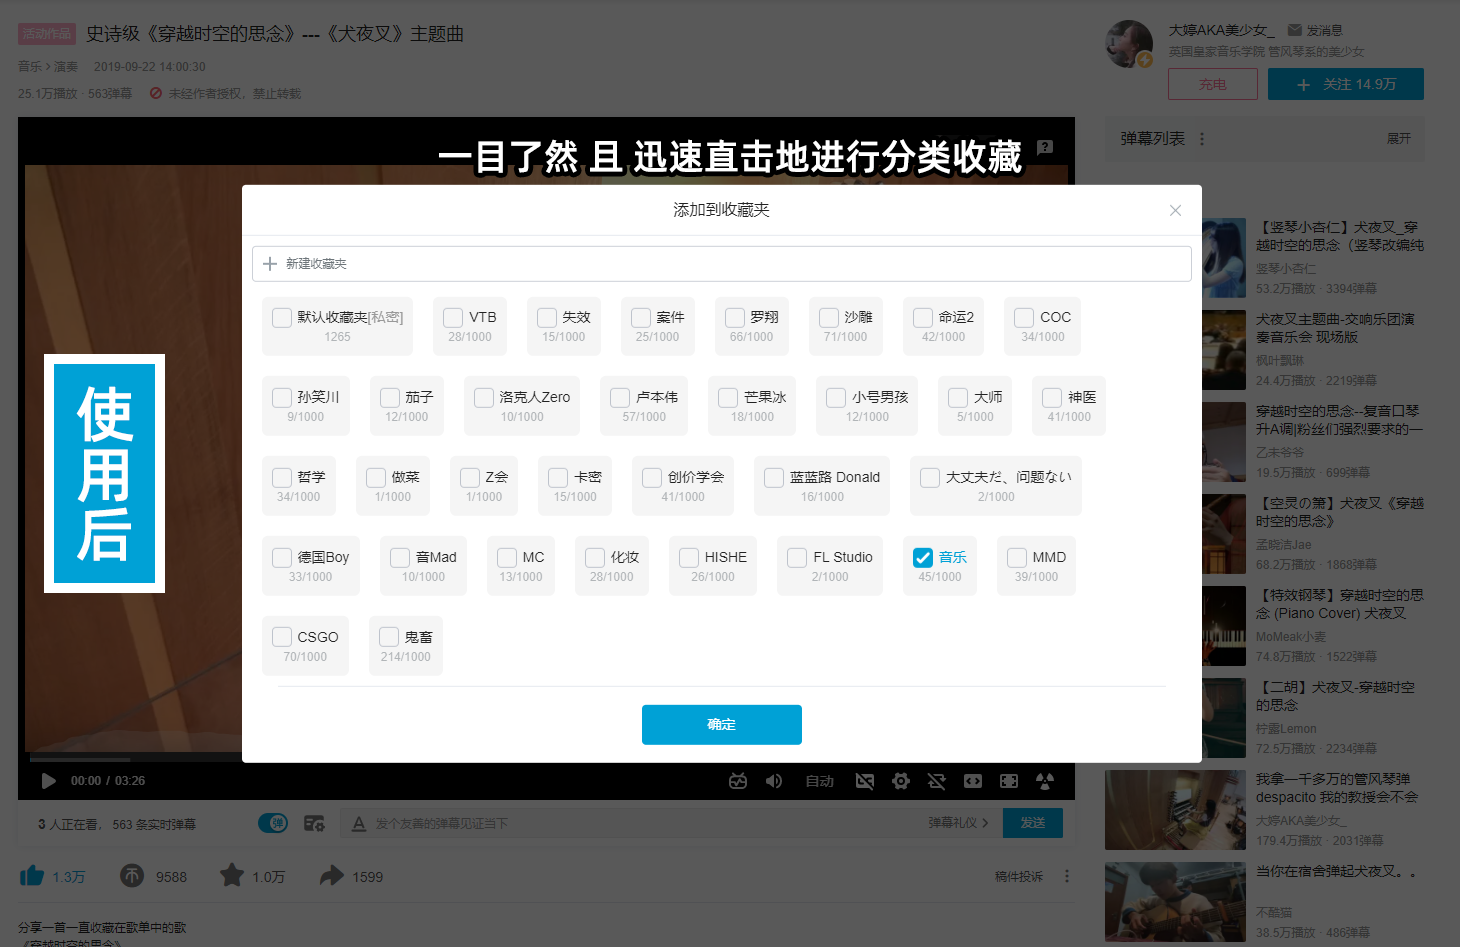 活动作品 史诗级《穿越时空的思念》---《犬夜叉》主题曲
音乐 > 演奏 2019-09-22 14:00:30
25.1万播放 · 563弹幕 未经作者授权，禁止转载
大婷AKA美少女_ 发消息
英国皇家音乐学院 管风琴系的美少女
充电
+ 关注 14.9万
弹幕列表
展开
一目了然 且 迅速直击地进行分类收藏
使用后
添加到收藏夹
新建收藏夹
默认收藏夹[私密] VTB 失效 案件 罗翔 沙雕 命运2 COC
1265 28/1000 15/1000 25/1000 66/1000 71/1000 42/1000 34/1000
孙笑川 茄子 洛克人Zero 卢本伟 芒果冰 小号男孩 大师 神医
9/1000 12/1000 10/1000 57/1000 18/1000 12/1000 5/1000 41/1000
哲学 做菜 Z会 卡密 创价学会 蓝蓝路 Donald 大丈夫だ、问题ない
34/1000 1/1000 1/1000 15/1000 41/1000 16/1000 2/1000
德国Boy 音Mad MC 化妆 HISHE FL Studio 音乐 MMD
33/1000 10/1000 13/1000 28/1000 26/1000 2/1000 45/1000 39/1000
CSGO 鬼畜
70/1000 214/1000
确定
00:00 / 03:26
自动
3 人正在看， 563 条实时弹幕
弹
发个友善的弹幕见证当下
弹幕礼仪 >
发送
1.3万 9588 1.0万 1599
稿件投诉
分享一首一直收藏在歌单中的歌
《穿越时空的思念》
【竖琴小杏仁】犬夜叉_穿
越时空的思念（竖琴改编纯
竖琴小杏仁
53.2万播放 · 3394弹幕
犬夜叉主题曲-交响乐团演
奏音乐会 现场版
枫叶飘琳
24.4万播放 · 2219弹幕
穿越时空的思念--复音口琴
升A调|粉丝们强烈要求的一
乙未爷爷
19.5万播放 · 699弹幕
【空灵の箫】犬夜叉《穿越
时空的思念》
孟晓洁Jae
68.2万播放 · 1868弹幕
【特效钢琴】穿越时空的思
念 (Piano Cover) 犬夜叉
MoMeak小麦
74.8万播放 · 1522弹幕
【二胡】犬夜叉-穿越时空
的思念
柠露Lemon
72.5万播放 · 2234弹幕
我拿一千多万的管风琴弹
despacito 我的教授会不会
大婷AKA美少女_
179.4万播放 · 2031弹幕
当你在宿舍弹起犬夜叉。。
不酷猫
38.5万播放 · 486弹幕